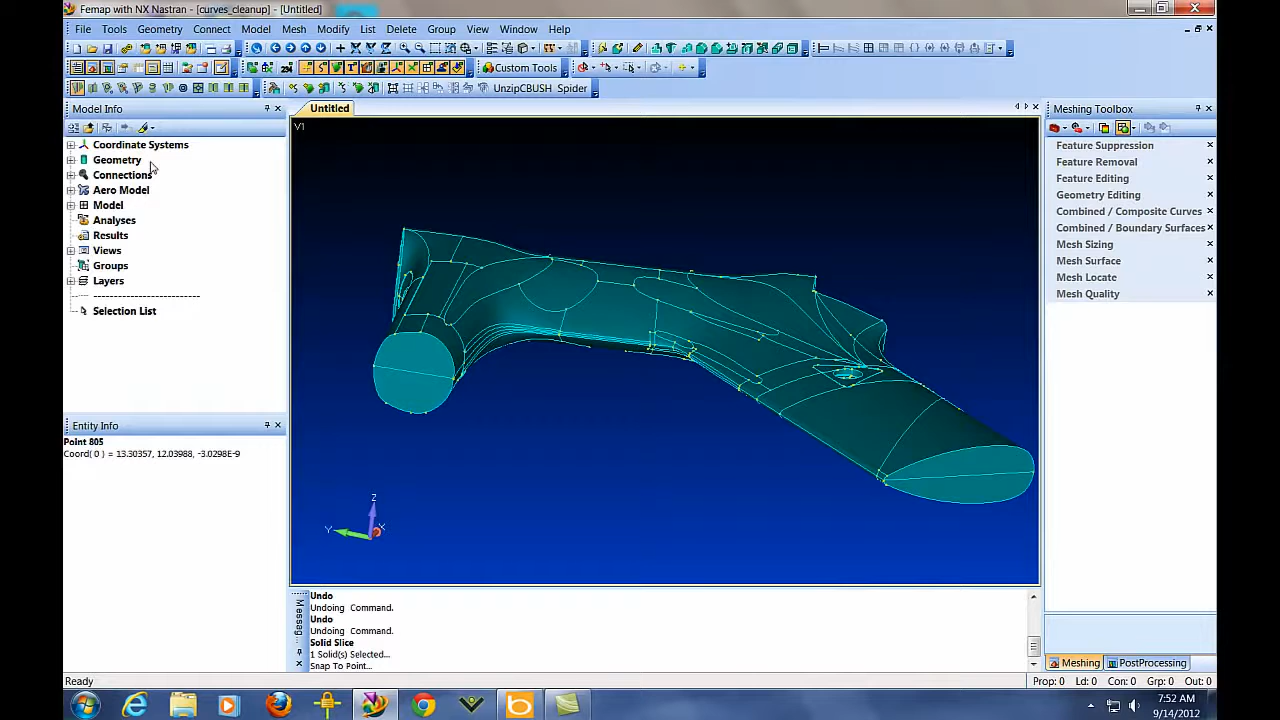 Femap with NX Nastran - [curves_cleanup] - [Untitled]
File Tools Geometry Connect Model Mesh Modify List Delete Group View Window Help
Custom Tools
UnzipCBUSH Spider
Model Info
Untitled
Meshing Toolbox
V1
Coordinate Systems
Geometry
Connections
Aero Model
Model
Analyses
Results
Views
Groups
Layers
--------------------------
Selection List
Feature Suppression
Feature Removal
Feature Editing
Geometry Editing
Combined / Composite Curves
Combined / Boundary Surfaces
Mesh Sizing
Mesh Surface
Mesh Locate
Mesh Quality
Entity Info
Point 805
Coord( 0 ) = 13.30357, 12.03988, -3.0298E-9
Z
Y
X
Messag...
Undo
Undoing Command.
Undo
Undoing Command.
Solid Slice
1 Solid(s) Selected...
Snap To Point...
Meshing PostProcessing
Ready
Prop: 0 Ld: 0 Con: 0 Grp: 0 Out: 0
7:52 AM
9/14/2012